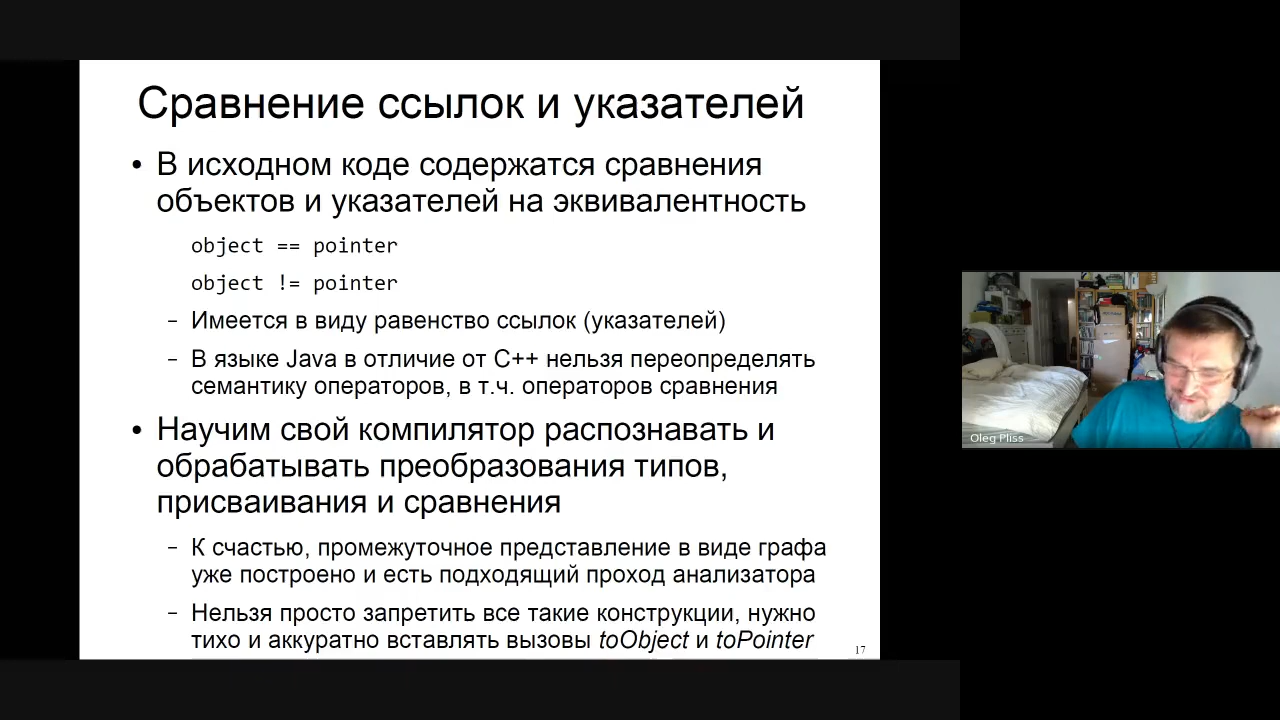 Сравнение ссылок и указателей
• В исходном коде содержатся сравнения
объектов и указателей на эквивалентность
object == pointer
object != pointer
– Имеется в виду равенство ссылок (указателей)
– В языке Java в отличие от C++ нельзя переопределять
семантику операторов, в т.ч. операторов сравнения
• Научим свой компилятор распознавать и
обрабатывать преобразования типов,
присваивания и сравнения
– К счастью, промежуточное представление в виде графа
уже построено и есть подходящий проход анализатора
– Нельзя просто запретить все такие конструкции, нужно
тихо и аккуратно вставлять вызовы toObject и toPointer
17
Oleg Pliss